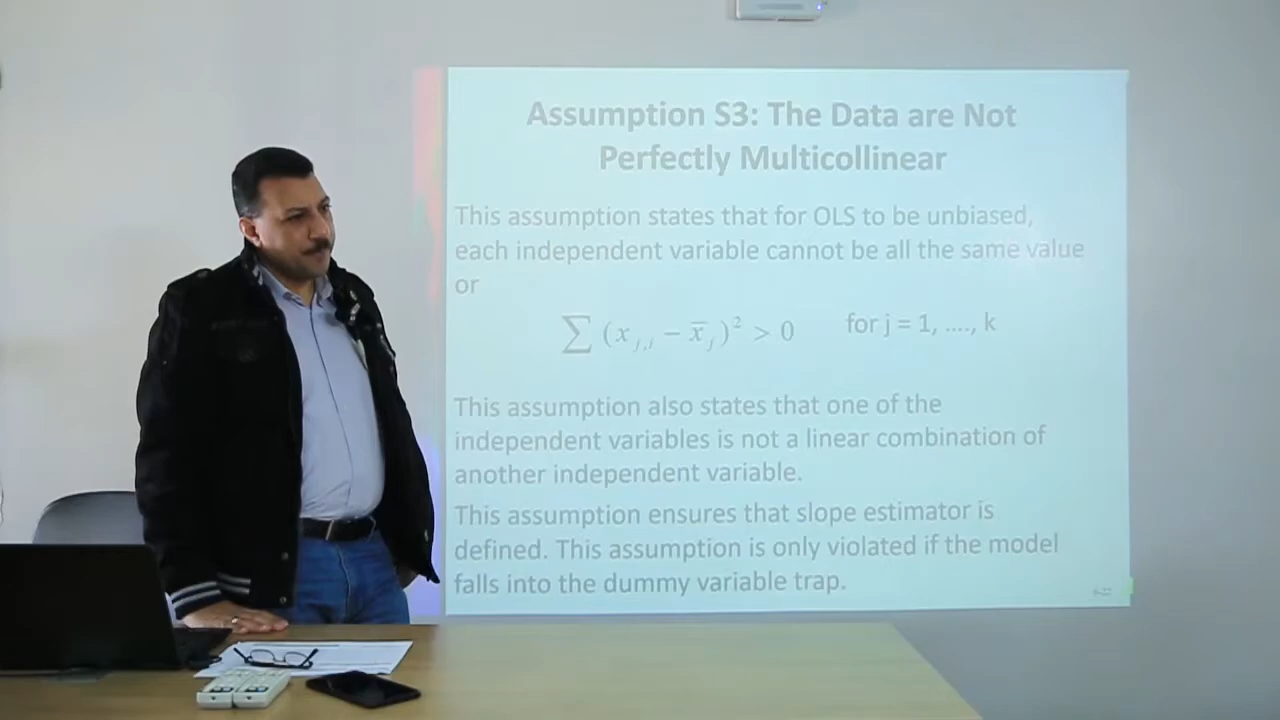 Assumption S3: The Data are Not
Perfectly Multicollinear
This assumption states that for OLS to be unbiased,
each independent variable cannot be all the same value
or
∑ (x_{j,i} − x̄_j)² > 0 for j = 1, ...., k
This assumption also states that one of the
independent variables is not a linear combination of
another independent variable.
This assumption ensures that slope estimator is
defined. This assumption is only violated if the model
falls into the dummy variable trap.